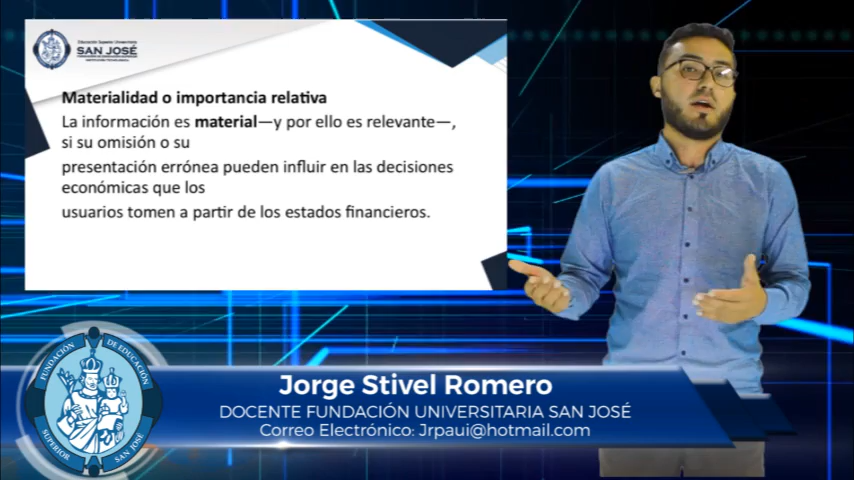 Educación Superior Universitaria
SAN JOSÉ
Materialidad o importancia relativa
La información es material—y por ello es relevante—,
si su omisión o su
presentación errónea pueden influir en las decisiones
económicas que los
usuarios tomen a partir de los estados financieros.
Jorge Stivel Romero
DOCENTE FUNDACIÓN UNIVERSITARIA SAN JOSÉ
Correo Electrónico: Jrpaui@hotmail.com
FUNDACIÓN DE EDUCACIÓN
SUPERIOR SAN JOSÉ